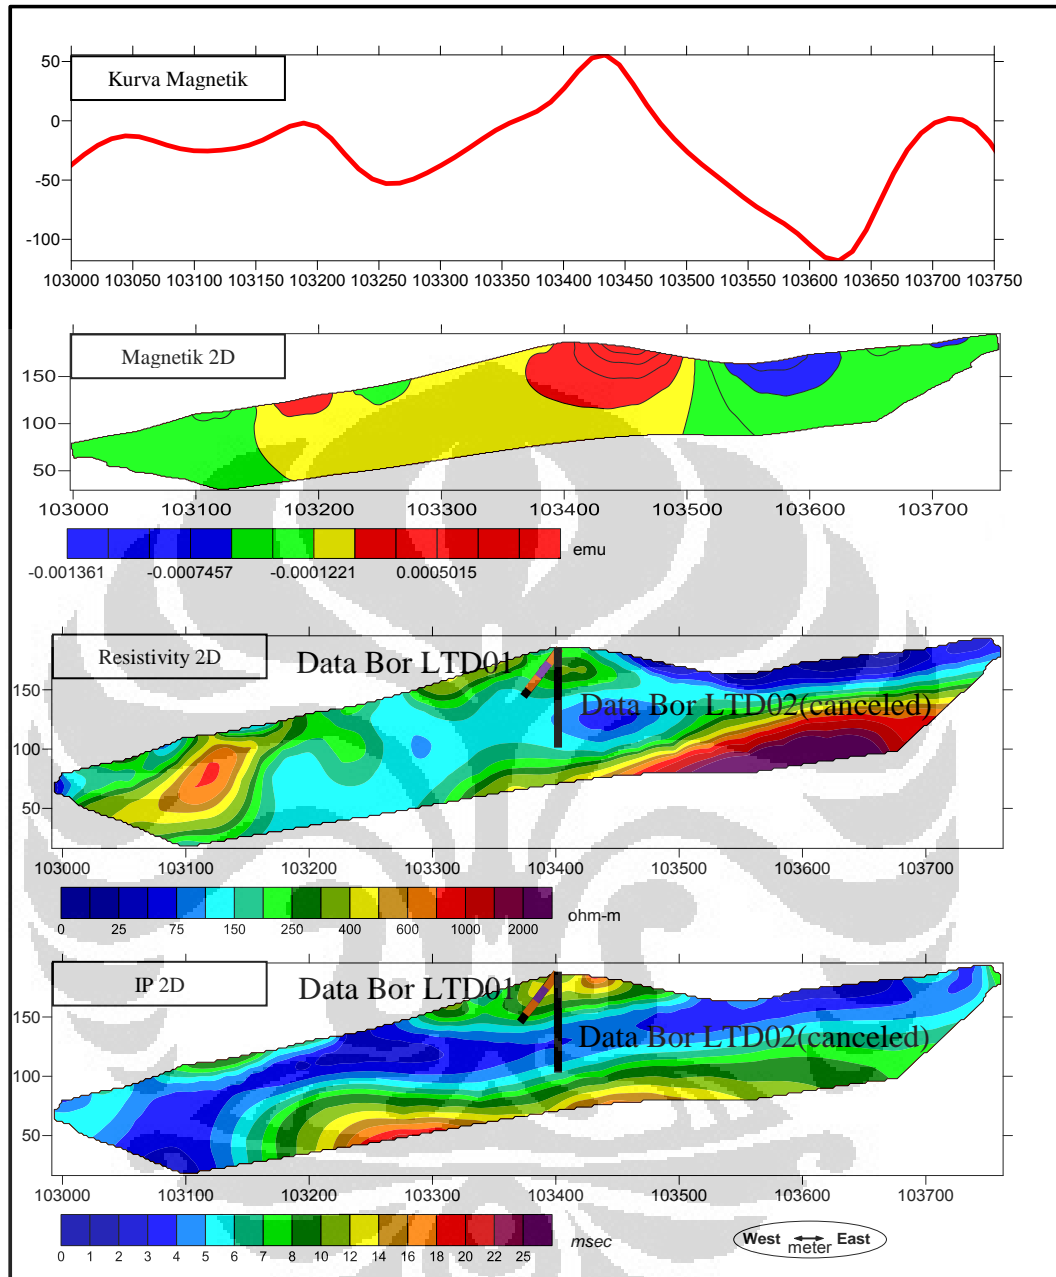 Kurva Magnetik
50
0
-50
-100
103000 103050 103100 103150 103200 103250 103300 103350 103400 103450 103500 103550 103600 103650 103700 103750
Magnetik 2D
150
100
50
103000 103100 103200 103300 103400 103500 103600 103700
emu
-0.001361 -0.0007457 -0.0001221 0.0005015
Resistivity 2D
Data Bor LTD01
150
Data Bor LTD02(canceled)
100
50
103000 103100 103200 103300 103400 103500 103600 103700
ohm-m
0 25 75 150 250 400 600 1000 2000
IP 2D
Data Bor LTD01
150
Data Bor LTD02(canceled)
100
50
103000 103100 103200 103300 103400 103500 103600 103700
msec
0 1 2 3 4 5 6 7 8 10 12 14 16 18 20 22 25
West East
meter